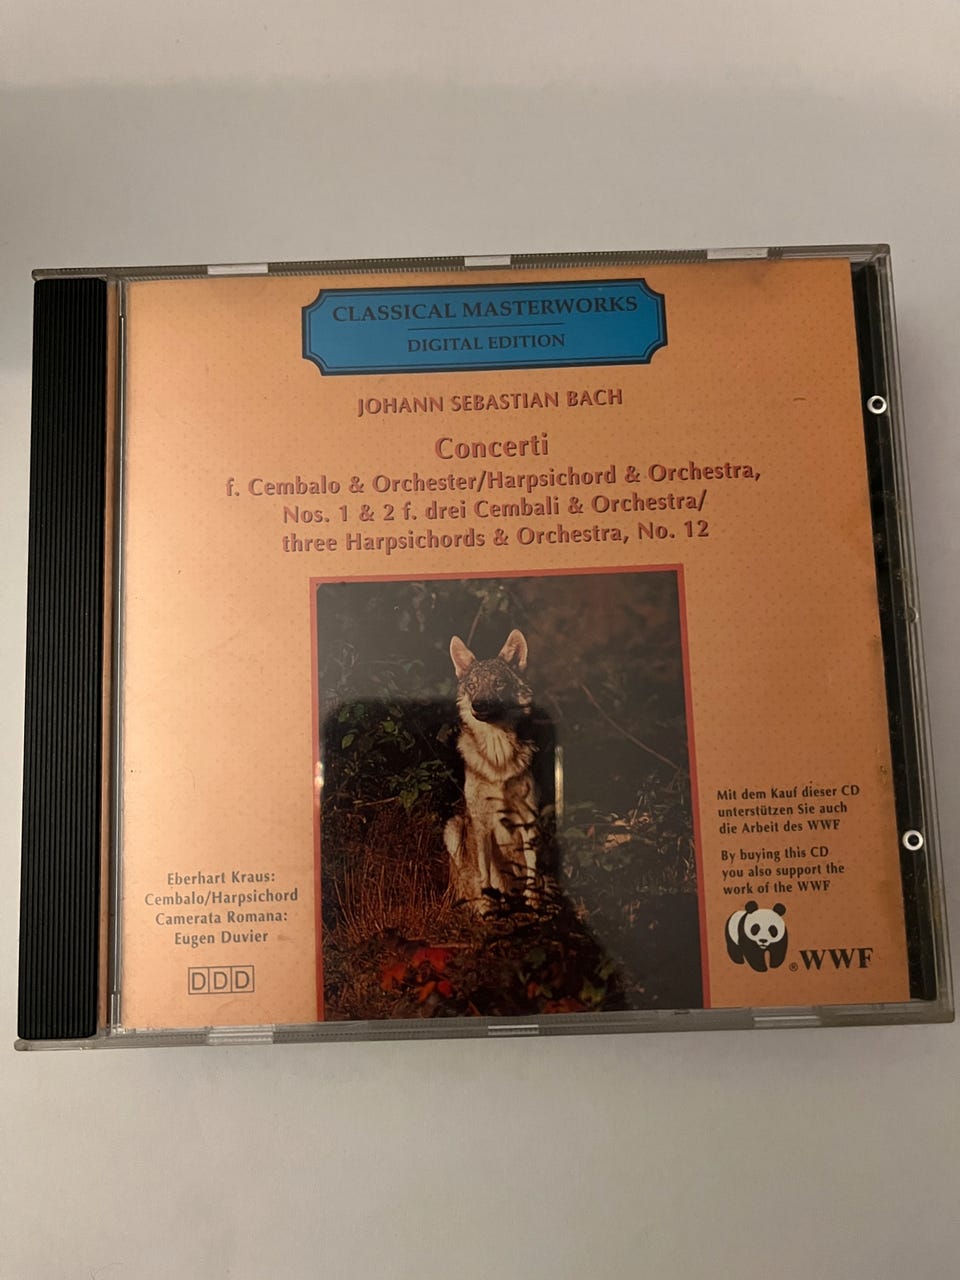 CLASSICAL MASTERWORKS
DIGITAL EDITION
JOHANN SEBASTIAN BACH
Concerti
f. Cembalo & Orchester/Harpsichord & Orchestra,
Nos. 1 & 2 f. drei Cembali & Orchestra/
three Harpsichords & Orchestra, No. 12
Mit dem Kauf dieser CD
unterstützen Sie auch
die Arbeit des WWF
By buying this CD
you also support the
work of the WWF
® WWF
Eberhart Kraus:
Cembalo/Harpsichord
Camerata Romana:
Eugen Duvier
DDD